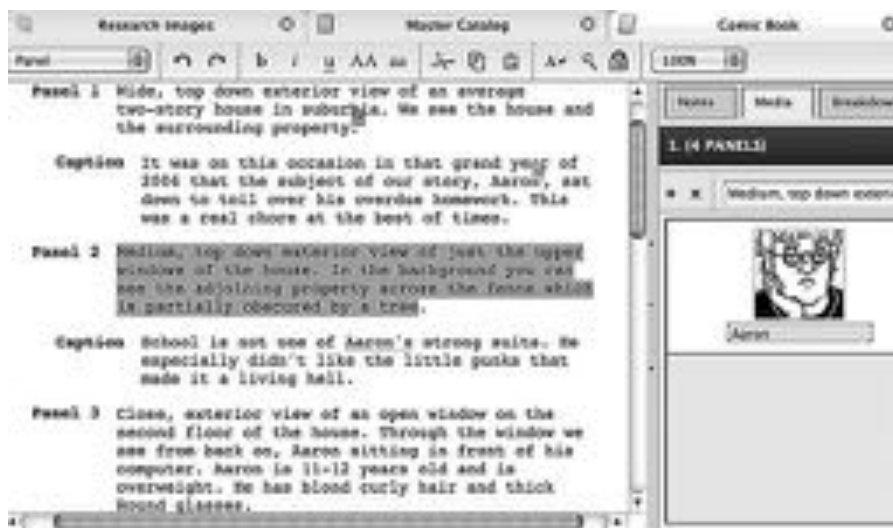 Research Images
Master Catalog
Comic Book
Panel
b i u AA aa
100%
Panel 1 Wide, top down exterior view of an average
two-story house in suburbia. We see the house and
the surrounding property.
Caption It was on this occasion in that grand year of
2006 that the subject of our story, Aaron, sat
down to toil over his overdue homework. This
was a real chore at the best of times.
Panel 2 Medium, top down exterior view of just the upper
windows of the house. In the background you can
see the adjoining property across the fence which
is partially obscured by a tree.
Caption School is not one of Aaron's strong suits. He
especially didn't like the little punks that
made it a living hell.
Panel 3 Close, exterior view of an open window on the
second floor of the house. Through the window we
see from back on, Aaron sitting in front of his
computer. Aaron is 11-12 years old and is
overweight. He has blond curly hair and thick
Round glasses.
Notes
Media
Breakdown
1. (4 PANELS)
Medium, top down exteri
Aaron